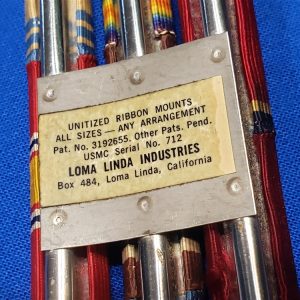 UNITIZED RIBBON MOUNTS
ALL SIZES — ANY ARRANGEMENT
Pat. No. 3192655. Other Pats. Pend.
USMC Serial No. 712
LOMA LINDA INDUSTRIES
Box 484, Loma Linda, California